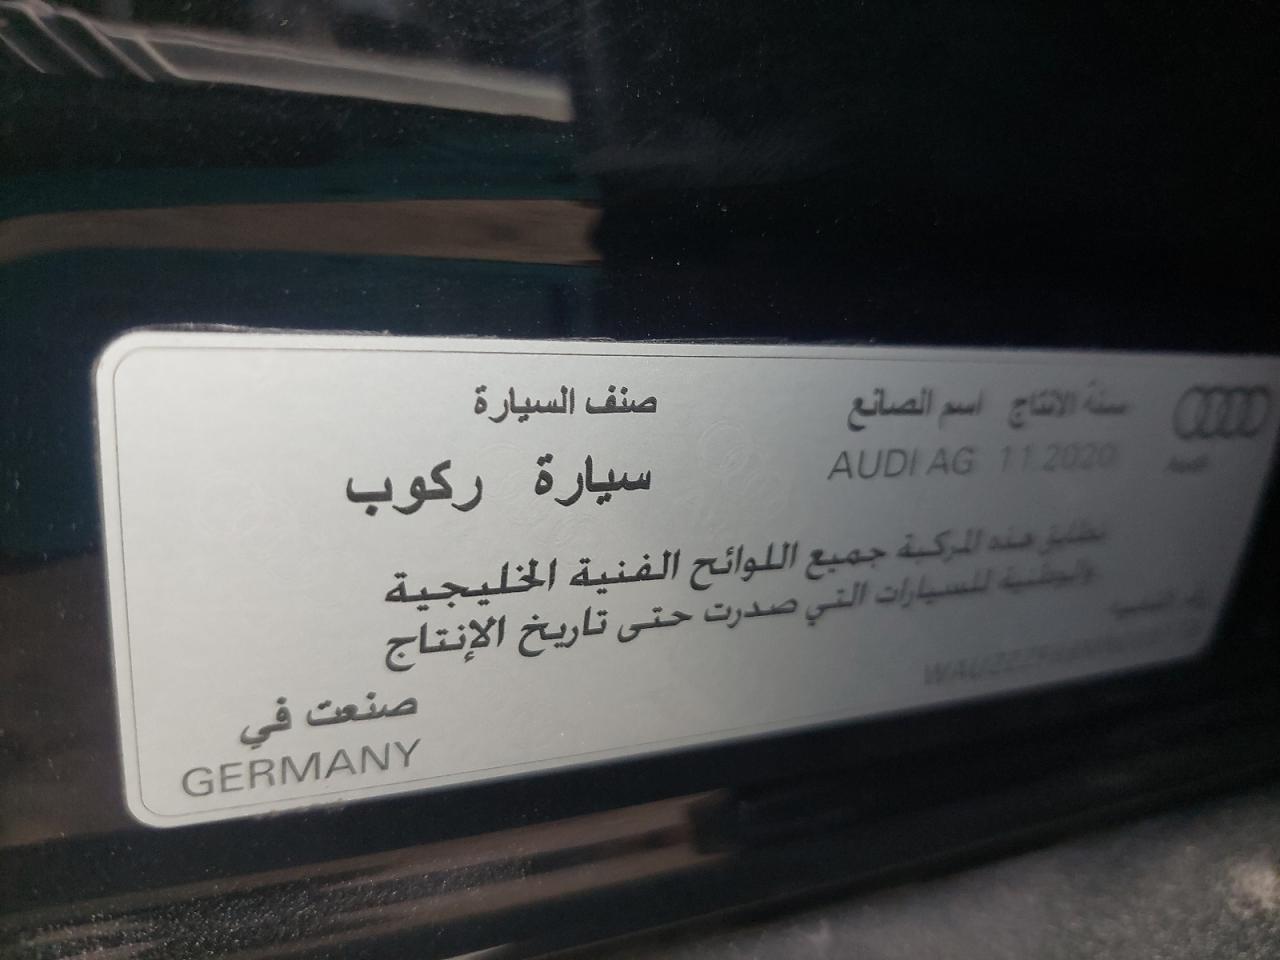 سنة الانتاج اسم الصانع صنف السيارة
11.2020 AUDI AG سيارة ركوب
هذه المركبة جميع اللوائح الفنية الخليجية
والوطنية للسيارات التي صدرت حتى تاريخ الإنتاج
صنعت في
GERMANY